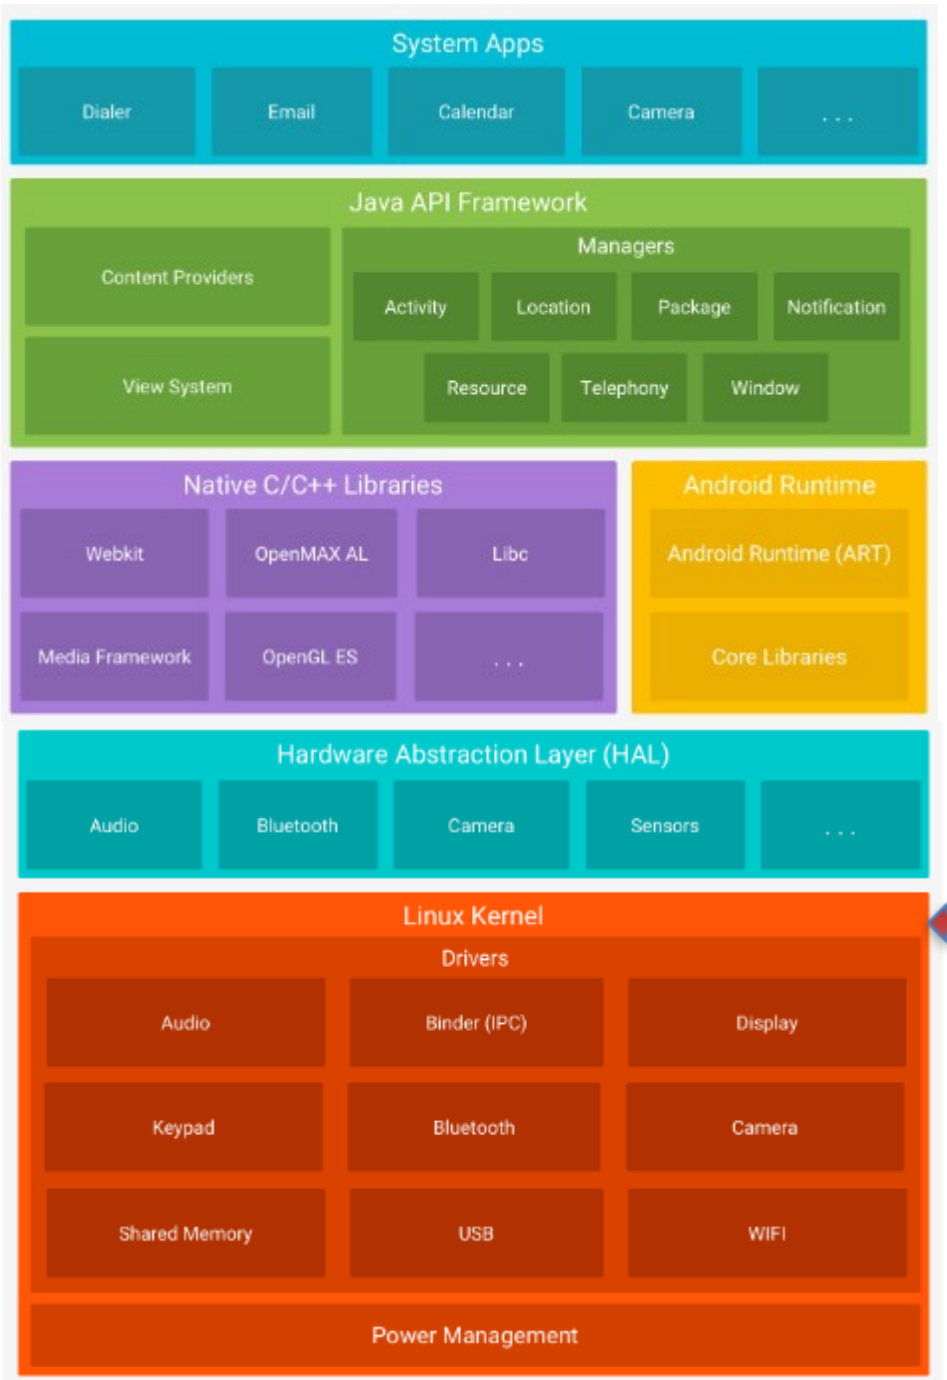 System Apps
Dialer
Email
Calendar
Camera
. . .
Java API Framework
Content Providers
View System
Managers
Activity
Location
Package
Notification
Resource
Telephony
Window
Native C/C++ Libraries
Webkit
OpenMAX AL
Libc
Media Framework
OpenGL ES
. . .
Android Runtime
Android Runtime (ART)
Core Libraries
Hardware Abstraction Layer (HAL)
Audio
Bluetooth
Camera
Sensors
. . .
Linux Kernel
Drivers
Audio
Binder (IPC)
Display
Keypad
Bluetooth
Camera
Shared Memory
USB
WIFI
Power Management